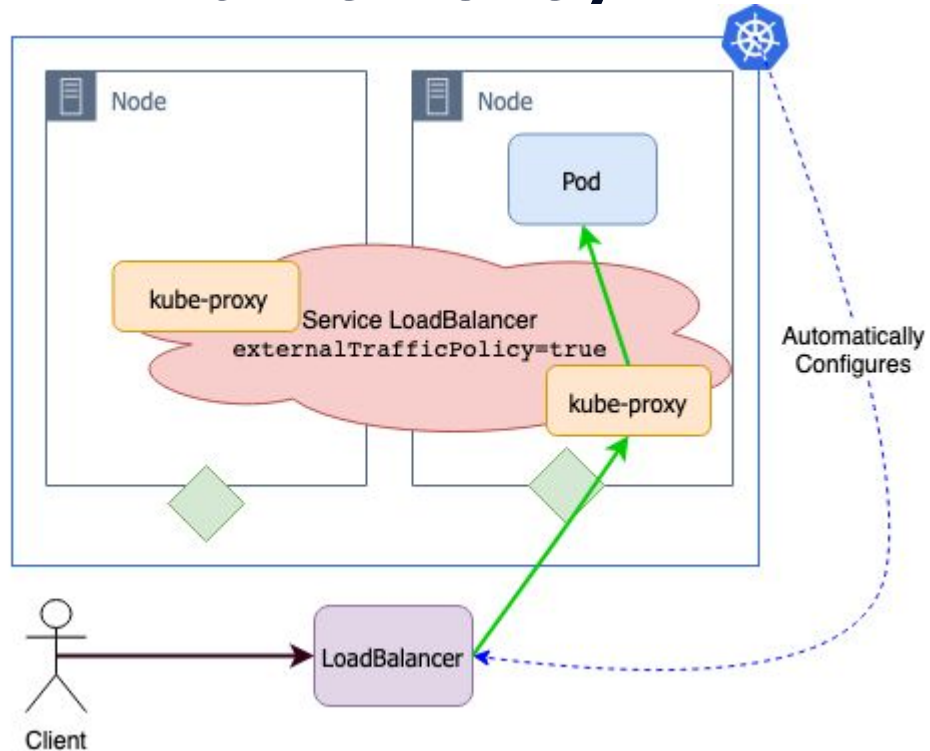 Node
Node
Pod
kube-proxy
Service LoadBalancer
externalTrafficPolicy=true
kube-proxy
Automatically
Configures
LoadBalancer
Client